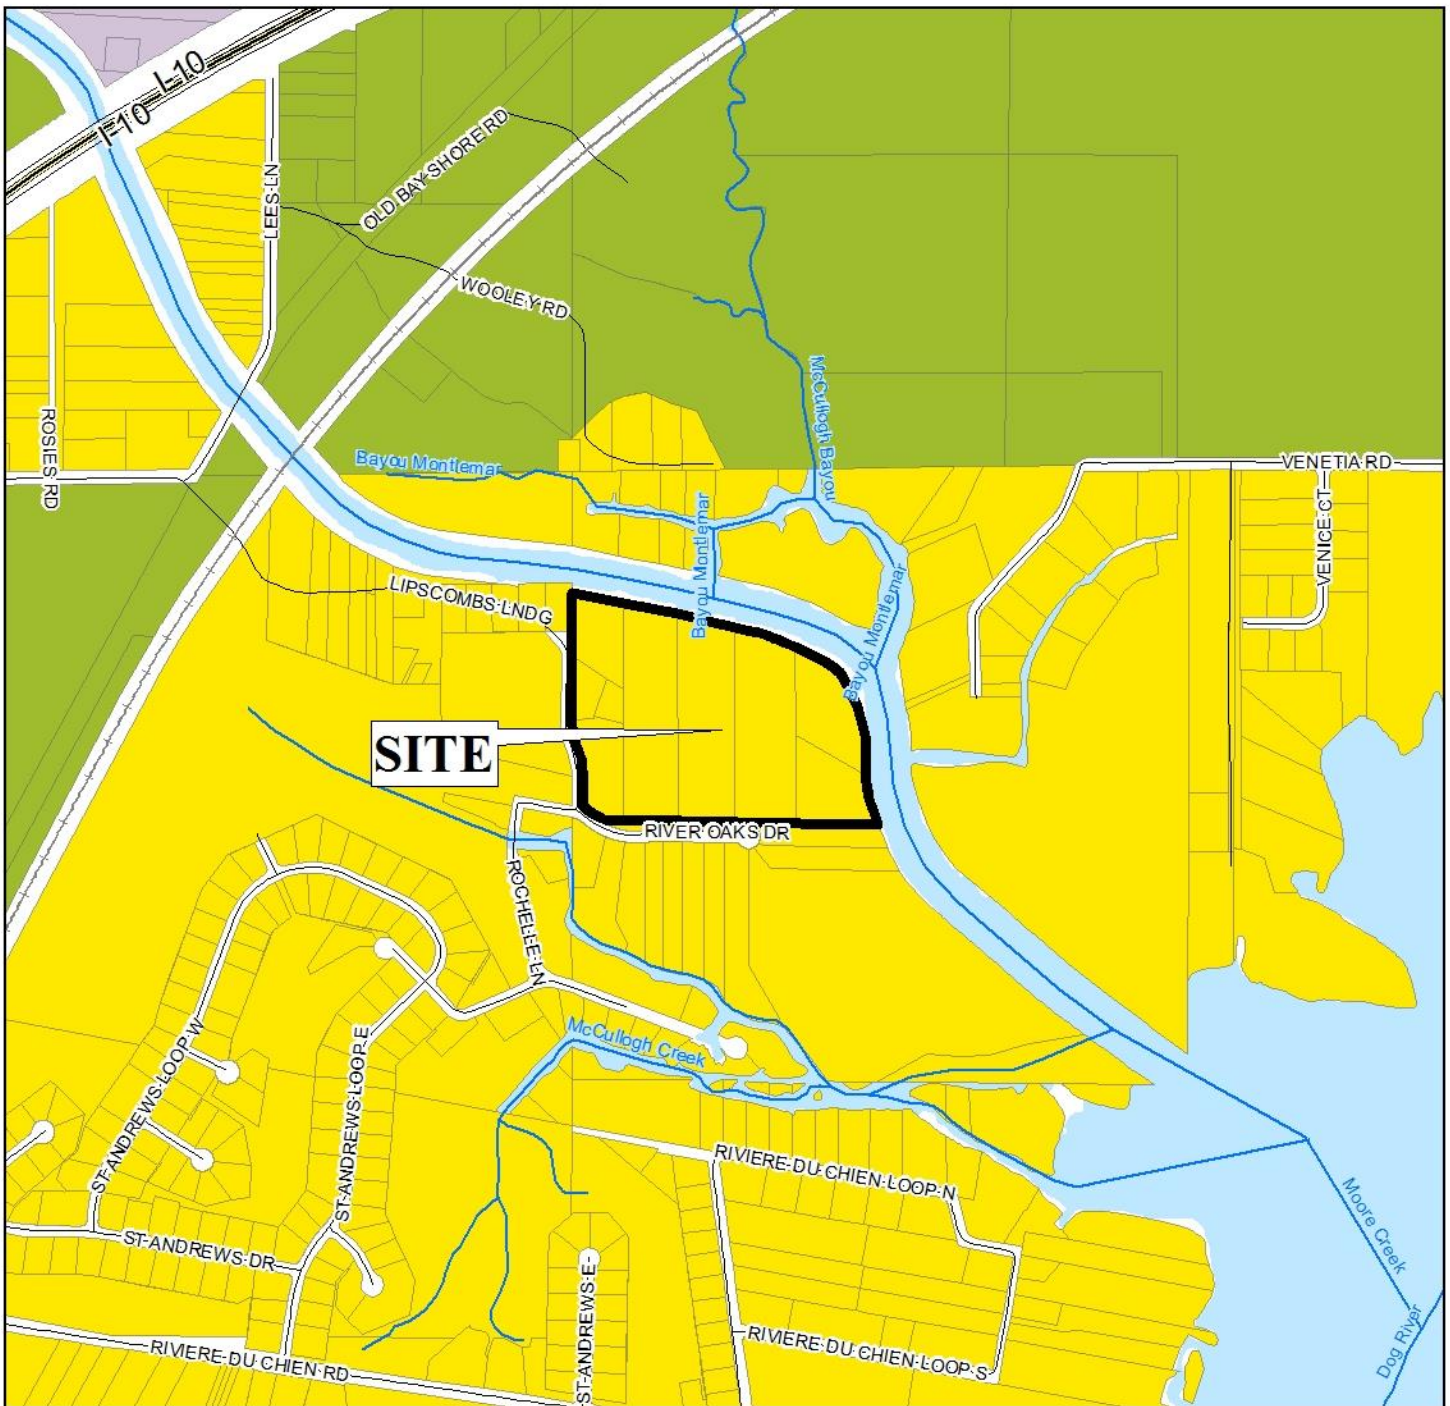 I-10
I-10
OLD BAY SHORE RD
LEES LN
WOOLEY RD
McCullogh Bayou
ROSIES RD
Bayou Montlemar
VENETIA RD
VENICE CT
Bayou Montlemar
Bayou Montlemar
LIPSCOMBS LNDG
SITE
RIVER OAKS DR
ROCHELLE LN
McCullogh Creek
ST ANDREWS LOOP W
ST ANDREWS LOOP E
RIVIERE DU CHIEN LOOP N
Moore Creek
ST ANDREWS DR
ST ANDREWS E
RIVIERE DU CHIEN LOOP S
RIVIERE DU CHIEN RD
Dog River